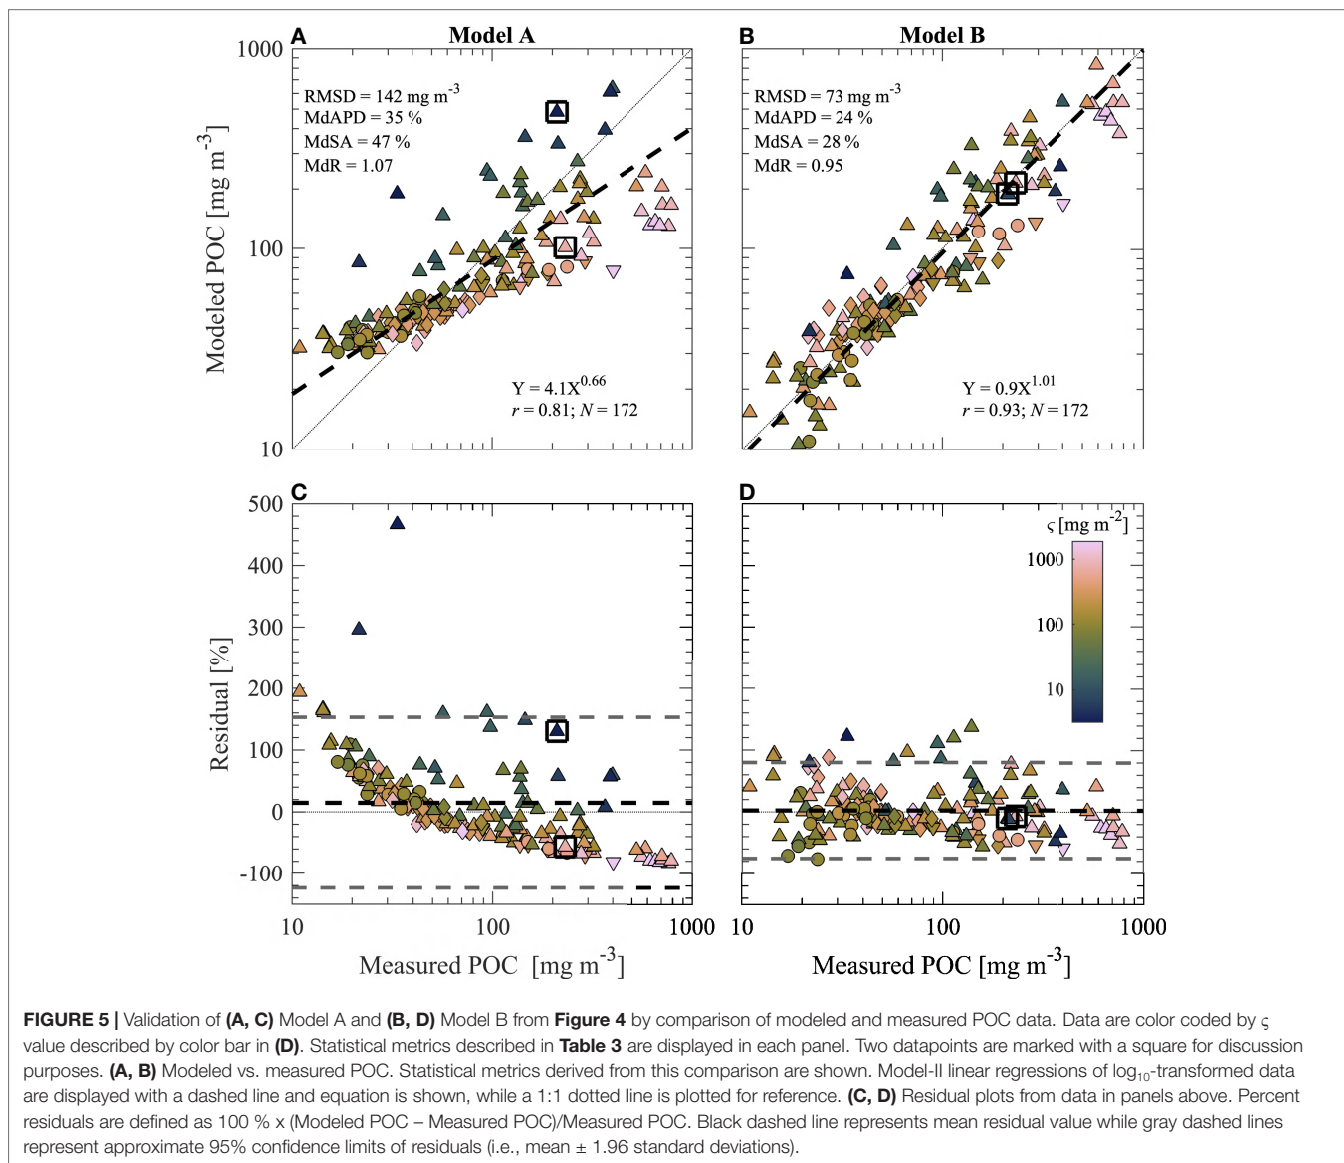 A
Model A
B
Model B
1000
RMSD = 142 mg m⁻³
MdAPD = 35 %
MdSA = 47 %
MdR = 1.07
RMSD = 73 mg m⁻³
MdAPD = 24 %
MdSA = 28 %
MdR = 0.95
Modeled POC [mg m⁻³]
100
Y = 4.1X⁰·⁶⁶
r = 0.81; N = 172
Y = 0.9X¹·⁰¹
r = 0.93; N = 172
10
10
100
1000
10
100
1000
C
D
500
400
300
200
100
0
-100
Residual [%]
ς [mg m⁻²]
1000
100
10
10
100
1000
10
100
1000
Measured POC [mg m⁻³]
Measured POC [mg m⁻³]
FIGURE 5 | Validation of (A, C) Model A and (B, D) Model B from Figure 4 by comparison of modeled and measured POC data. Data are color coded by ς
value described by color bar in (D). Statistical metrics described in Table 3 are displayed in each panel. Two datapoints are marked with a square for discussion
purposes. (A, B) Modeled vs. measured POC. Statistical metrics derived from this comparison are shown. Model-II linear regressions of log₁₀-transformed data
are displayed with a dashed line and equation is shown, while a 1:1 dotted line is plotted for reference. (C, D) Residual plots from data in panels above. Percent
residuals are defined as 100 % x (Modeled POC – Measured POC)/Measured POC. Black dashed line represents mean residual value while gray dashed lines
represent approximate 95% confidence limits of residuals (i.e., mean ± 1.96 standard deviations).